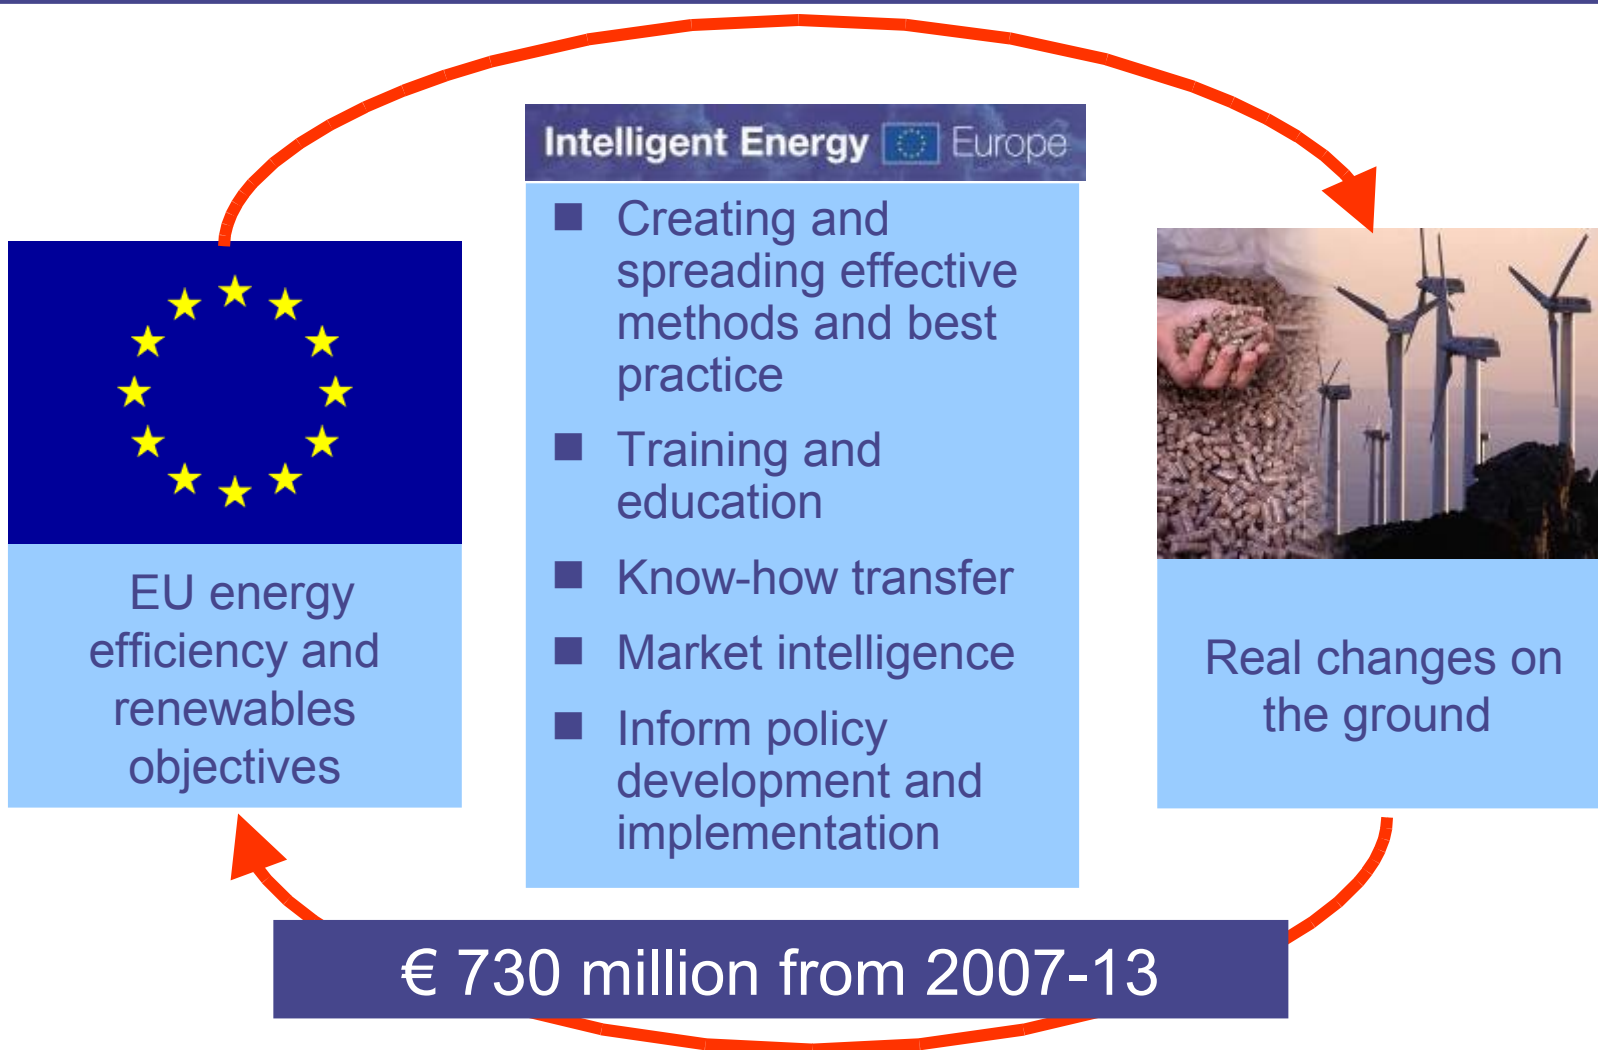 Intelligent Energy Europe
Creating and
spreading effective
methods and best
practice
Training and
education
Know-how transfer
Market intelligence
Inform policy
development and
implementation
EU energy
efficiency and
renewables
objectives
Real changes on
the ground
€ 730 million from 2007-13